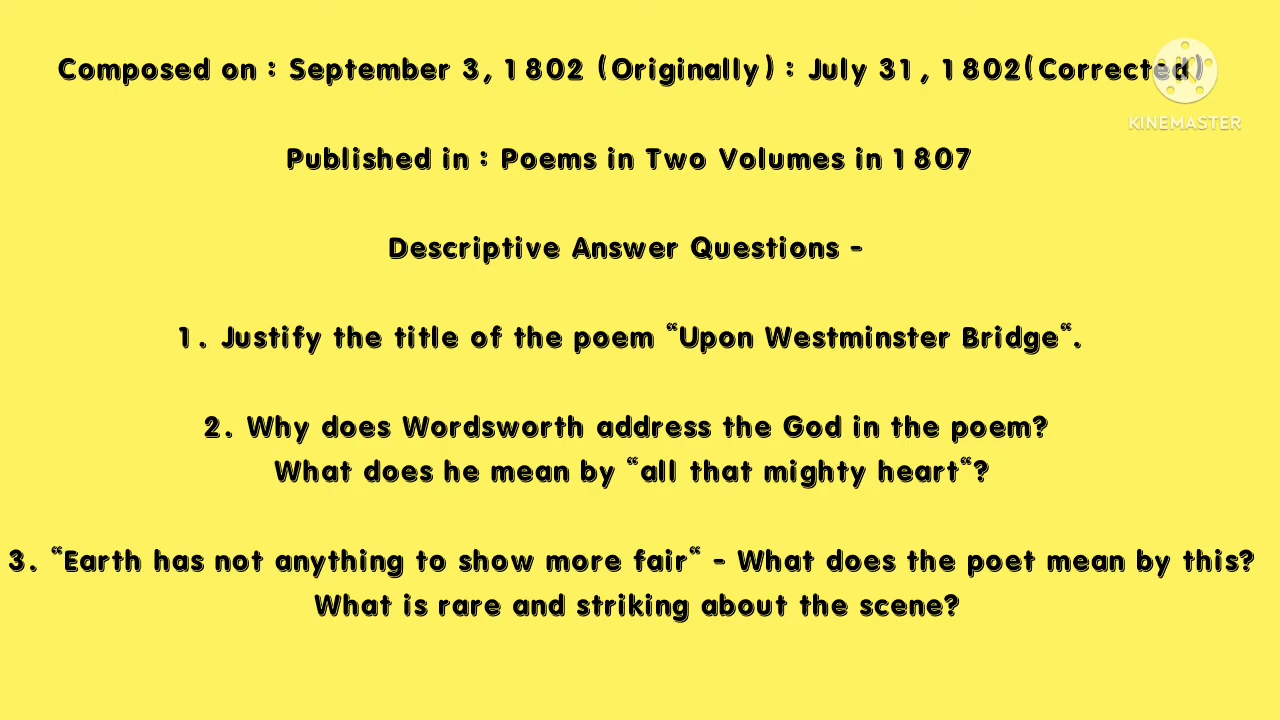 Composed on : September 3, 1802 (Originally) : July 31, 1802(Corrected)
KINEMASTER
Published in : Poems in Two Volumes in 1807
Descriptive Answer Questions -
1. Justify the title of the poem “Upon Westminster Bridge“.
2. Why does Wordsworth address the God in the poem?
What does he mean by “all that mighty heart“?
3. “Earth has not anything to show more fair“ - What does the poet mean by this?
What is rare and striking about the scene?